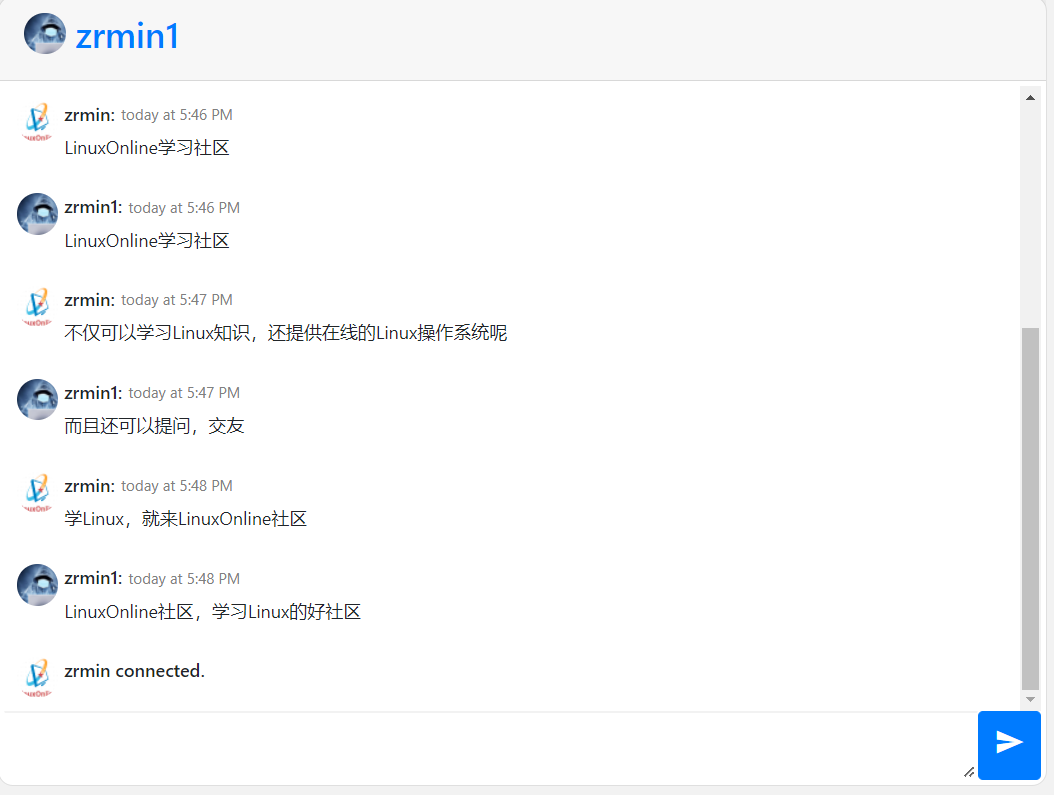 zrmin1
zrmin: today at 5:46 PM
LinuxOnline学习社区
zrmin1: today at 5:46 PM
LinuxOnline学习社区
zrmin: today at 5:47 PM
不仅可以学习Linux知识，还提供在线的Linux操作系统呢
zrmin1: today at 5:47 PM
而且还可以提问，交友
zrmin: today at 5:48 PM
学Linux，就来LinuxOnline社区
zrmin1: today at 5:48 PM
LinuxOnline社区，学习Linux的好社区
zrmin connected.